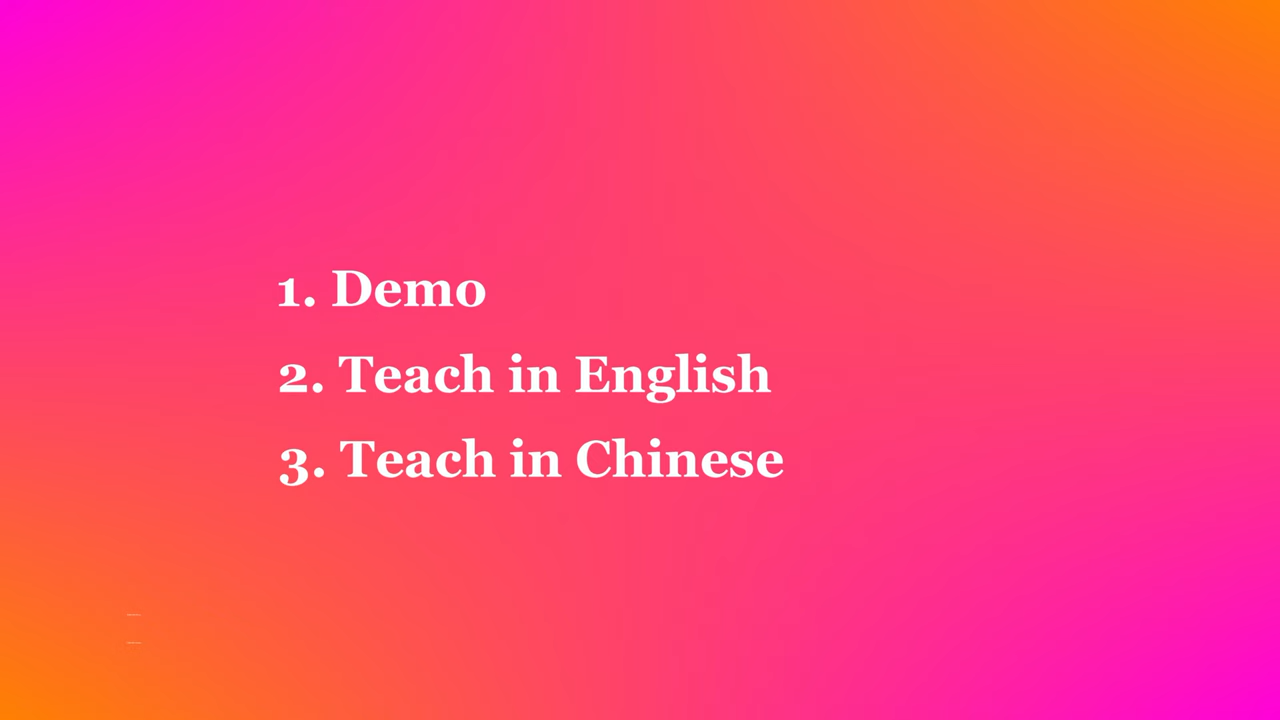 1. Demo
2. Teach in English
3. Teach in Chinese